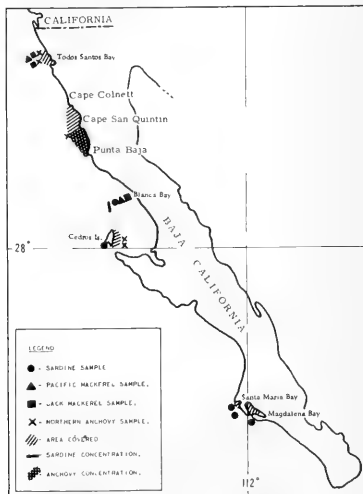 CALIFORNIA
Todos Santos Bay
Cape Colnett
Cape San Quintin
Punta Baja
Blanca Bay
BAJA CALIFORNIA
Cedros Is.
28°
Santa Maria Bay
Magdalena Bay
112°
LEGEND
- SARDINE SAMPLE
- PACIFIC MACKEREL SAMPLE,
- JACK MACKEREL SAMPLE,
- NORTHERN ANCHOVY SAMPLE,
- AREA COVERED
- SARDINE CONCENTRATION,
- ANCHOVY CONCENTRATION,